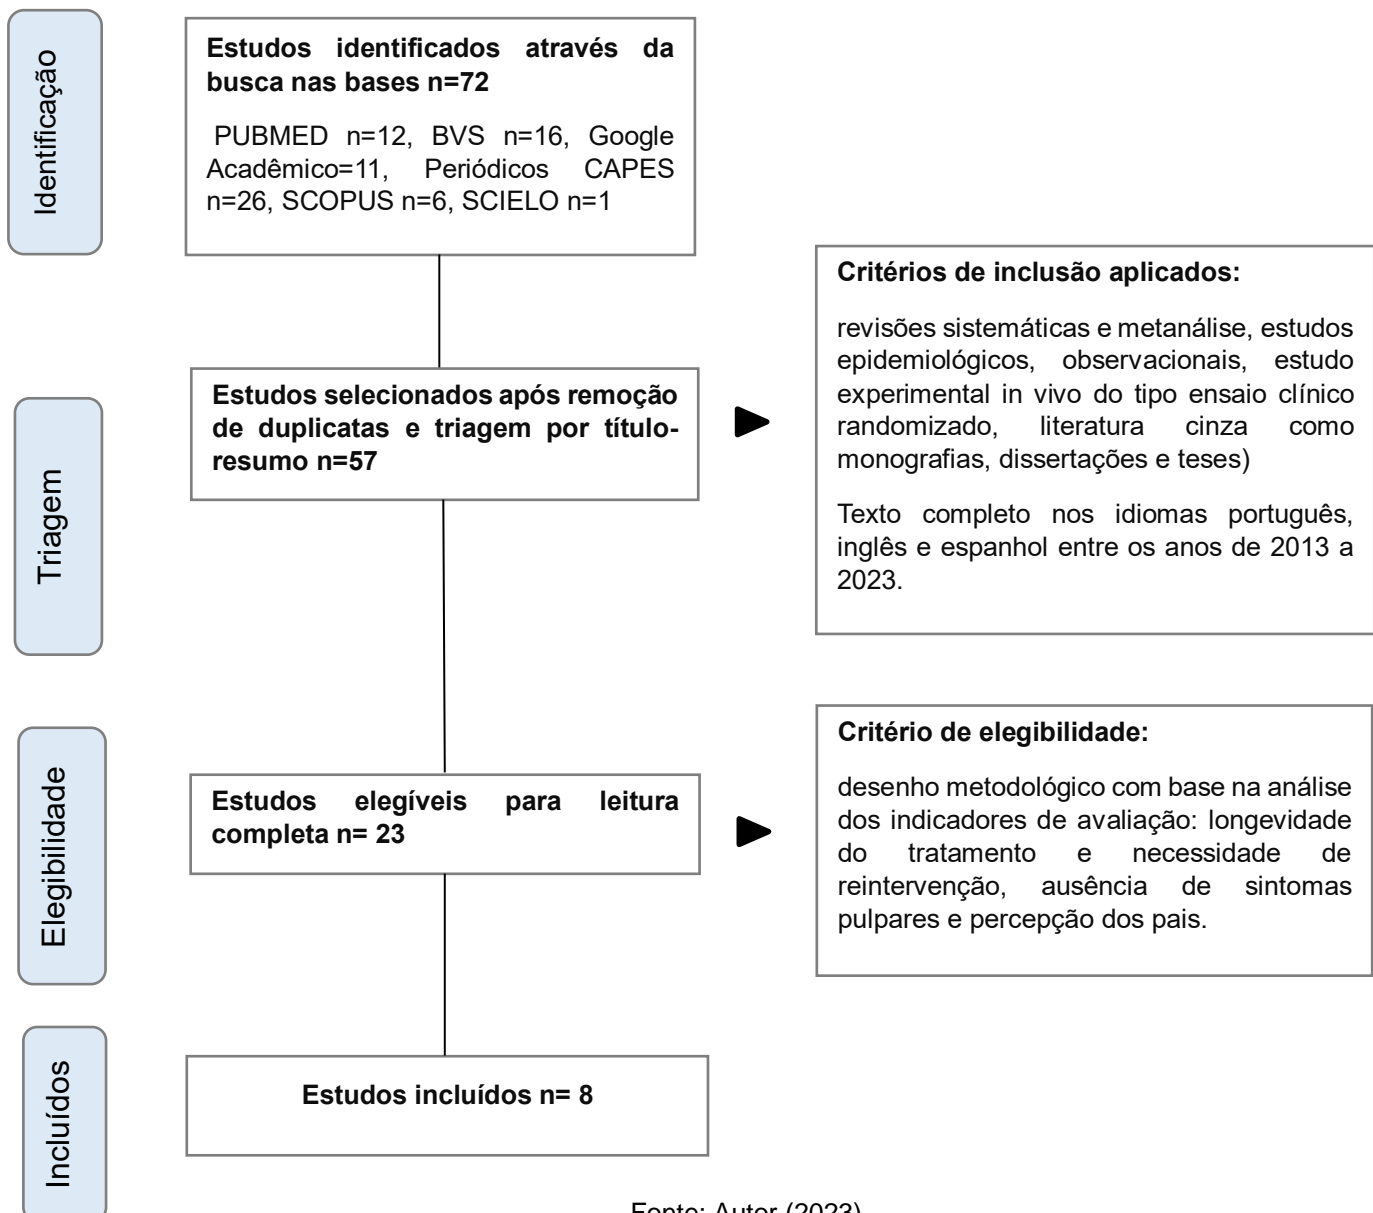 Identificação
Estudos identificados através da
busca nas bases n=72
PUBMED n=12, BVS n=16, Google
Acadêmico=11, Periódicos CAPES
n=26, SCOPUS n=6, SCIELO n=1
Triagem
Estudos selecionados após remoção
de duplicatas e triagem por título-
resumo n=57
Critérios de inclusão aplicados:
revisões sistemáticas e metanálise, estudos
epidemiológicos, observacionais, estudo
experimental in vivo do tipo ensaio clínico
randomizado, literatura cinza como
monografias, dissertações e teses)
Texto completo nos idiomas português,
inglês e espanhol entre os anos de 2013 a
2023.
Elegibilidade
Estudos elegíveis para leitura
completa n= 23
Critério de elegibilidade:
desenho metodológico com base na análise
dos indicadores de avaliação: longevidade
do tratamento e necessidade de
reintervenção, ausência de sintomas
pulpares e percepção dos pais.
Incluídos
Estudos incluídos n= 8
Fonte: Autor (2023)